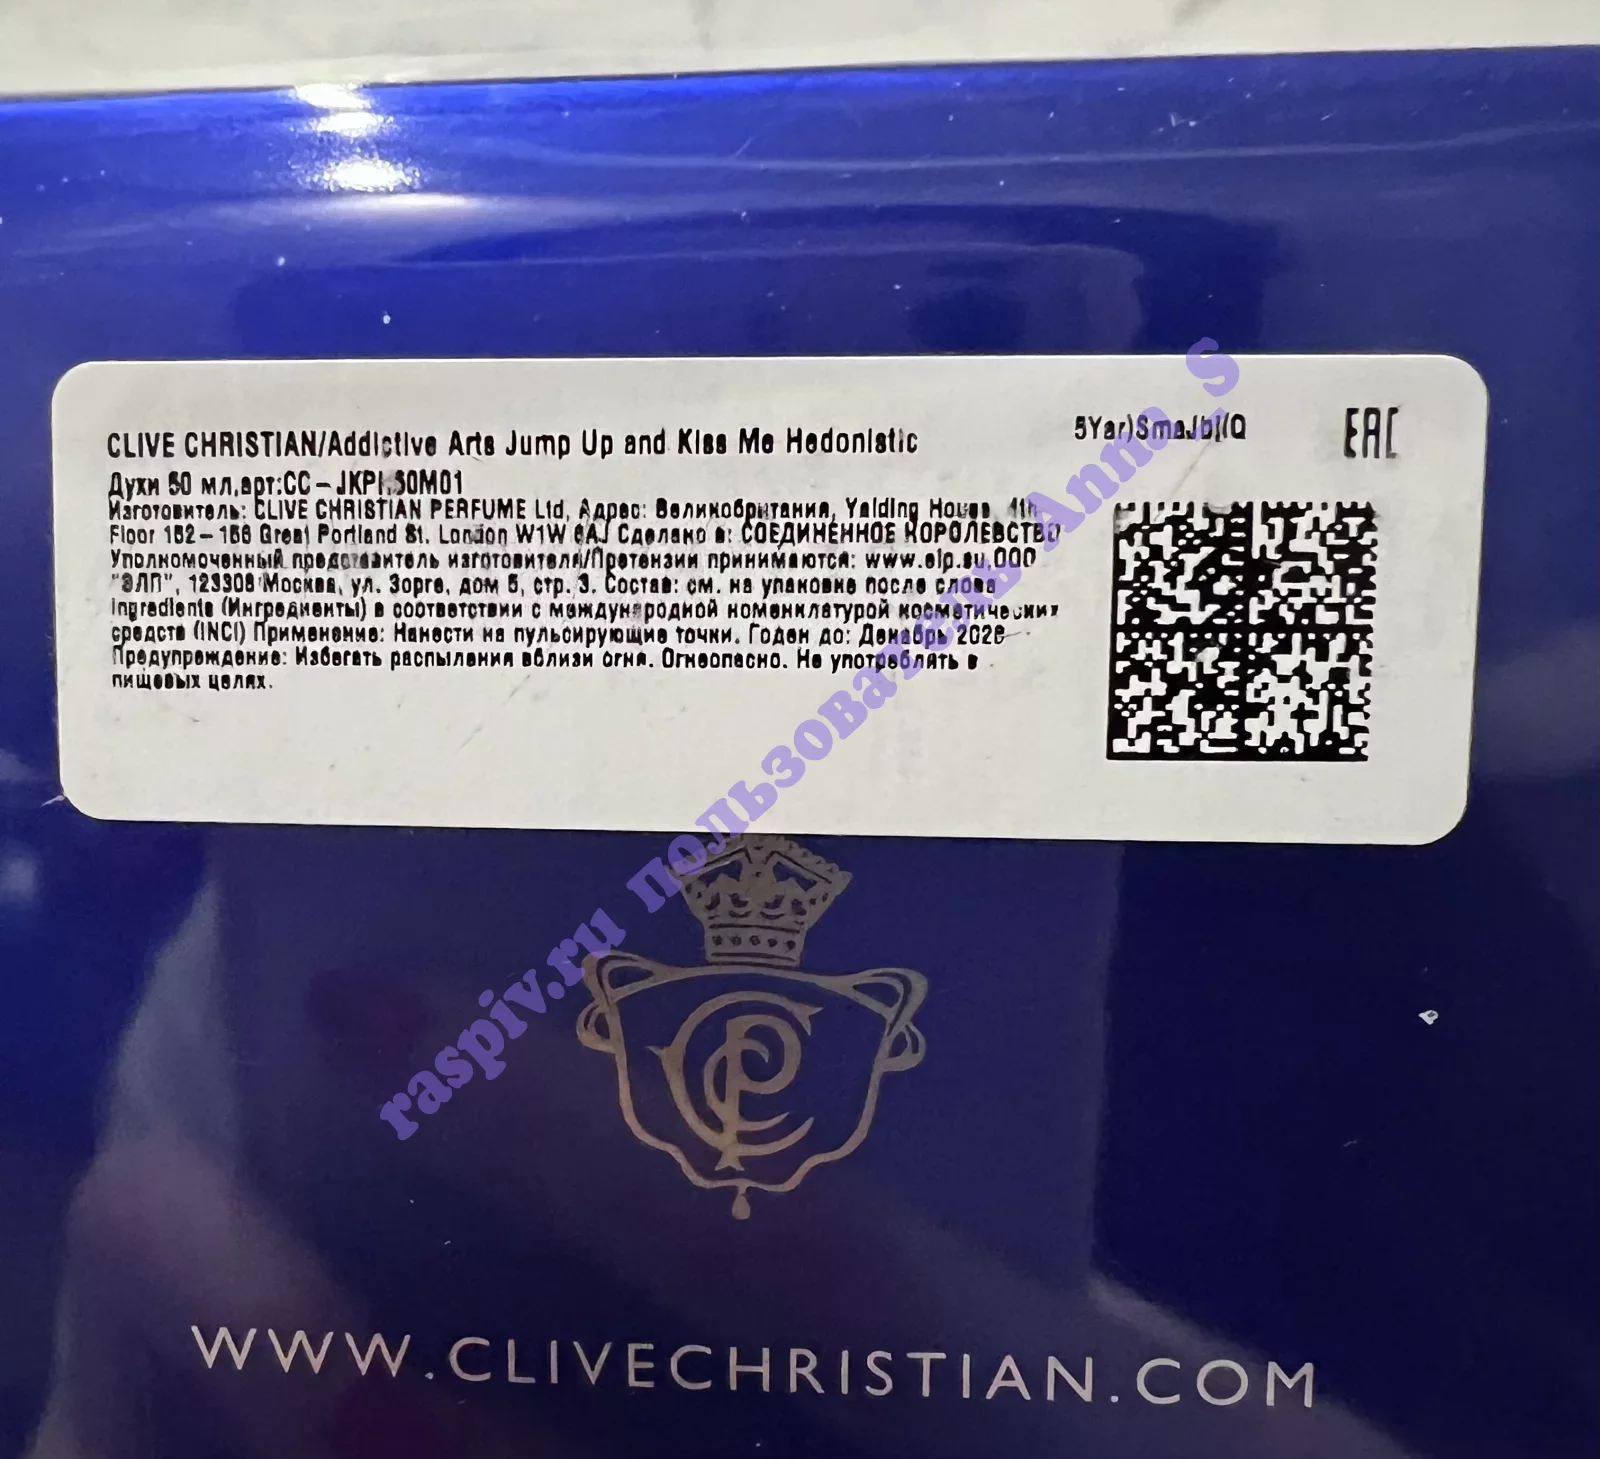 CLIVE CHRISTIAN/Addictive Arts Jump Up and Kiss Me Hedonistic
Духи 50 мл,арт:CC-JKPH50M01
Изготовитель: CLIVE CHRISTIAN PERFUME Ltd, Адрес: Великобритания, Yalding House, 4th
Floor 152-156 Great Portland St. London W1W 6AJ Сделано в: СОЕДИНЕННОЕ КОРОЛЕВСТВО
Уполномоченный представитель изготовителя/Претензии принимаются: www.elp.su,ООО
"ЭЛП", 123308 Москва, ул. Зорге, дом 5, стр. 3. Состав: см. на упаковке после слова
Ingredients (Ингредиенты) в соответствии с международной номенклатурой косметических
средств (INCI) Применение: Нанести на пульсирующие точки. Годен до: Декабрь
Предупреждение: Избегать распыления вблизи огня. Огнеопасно. Не употреблять в
пищевых целях.
EAC
raspiv.ru пользователь Anna_S
WWW.CLIVECHRISTIAN.COM